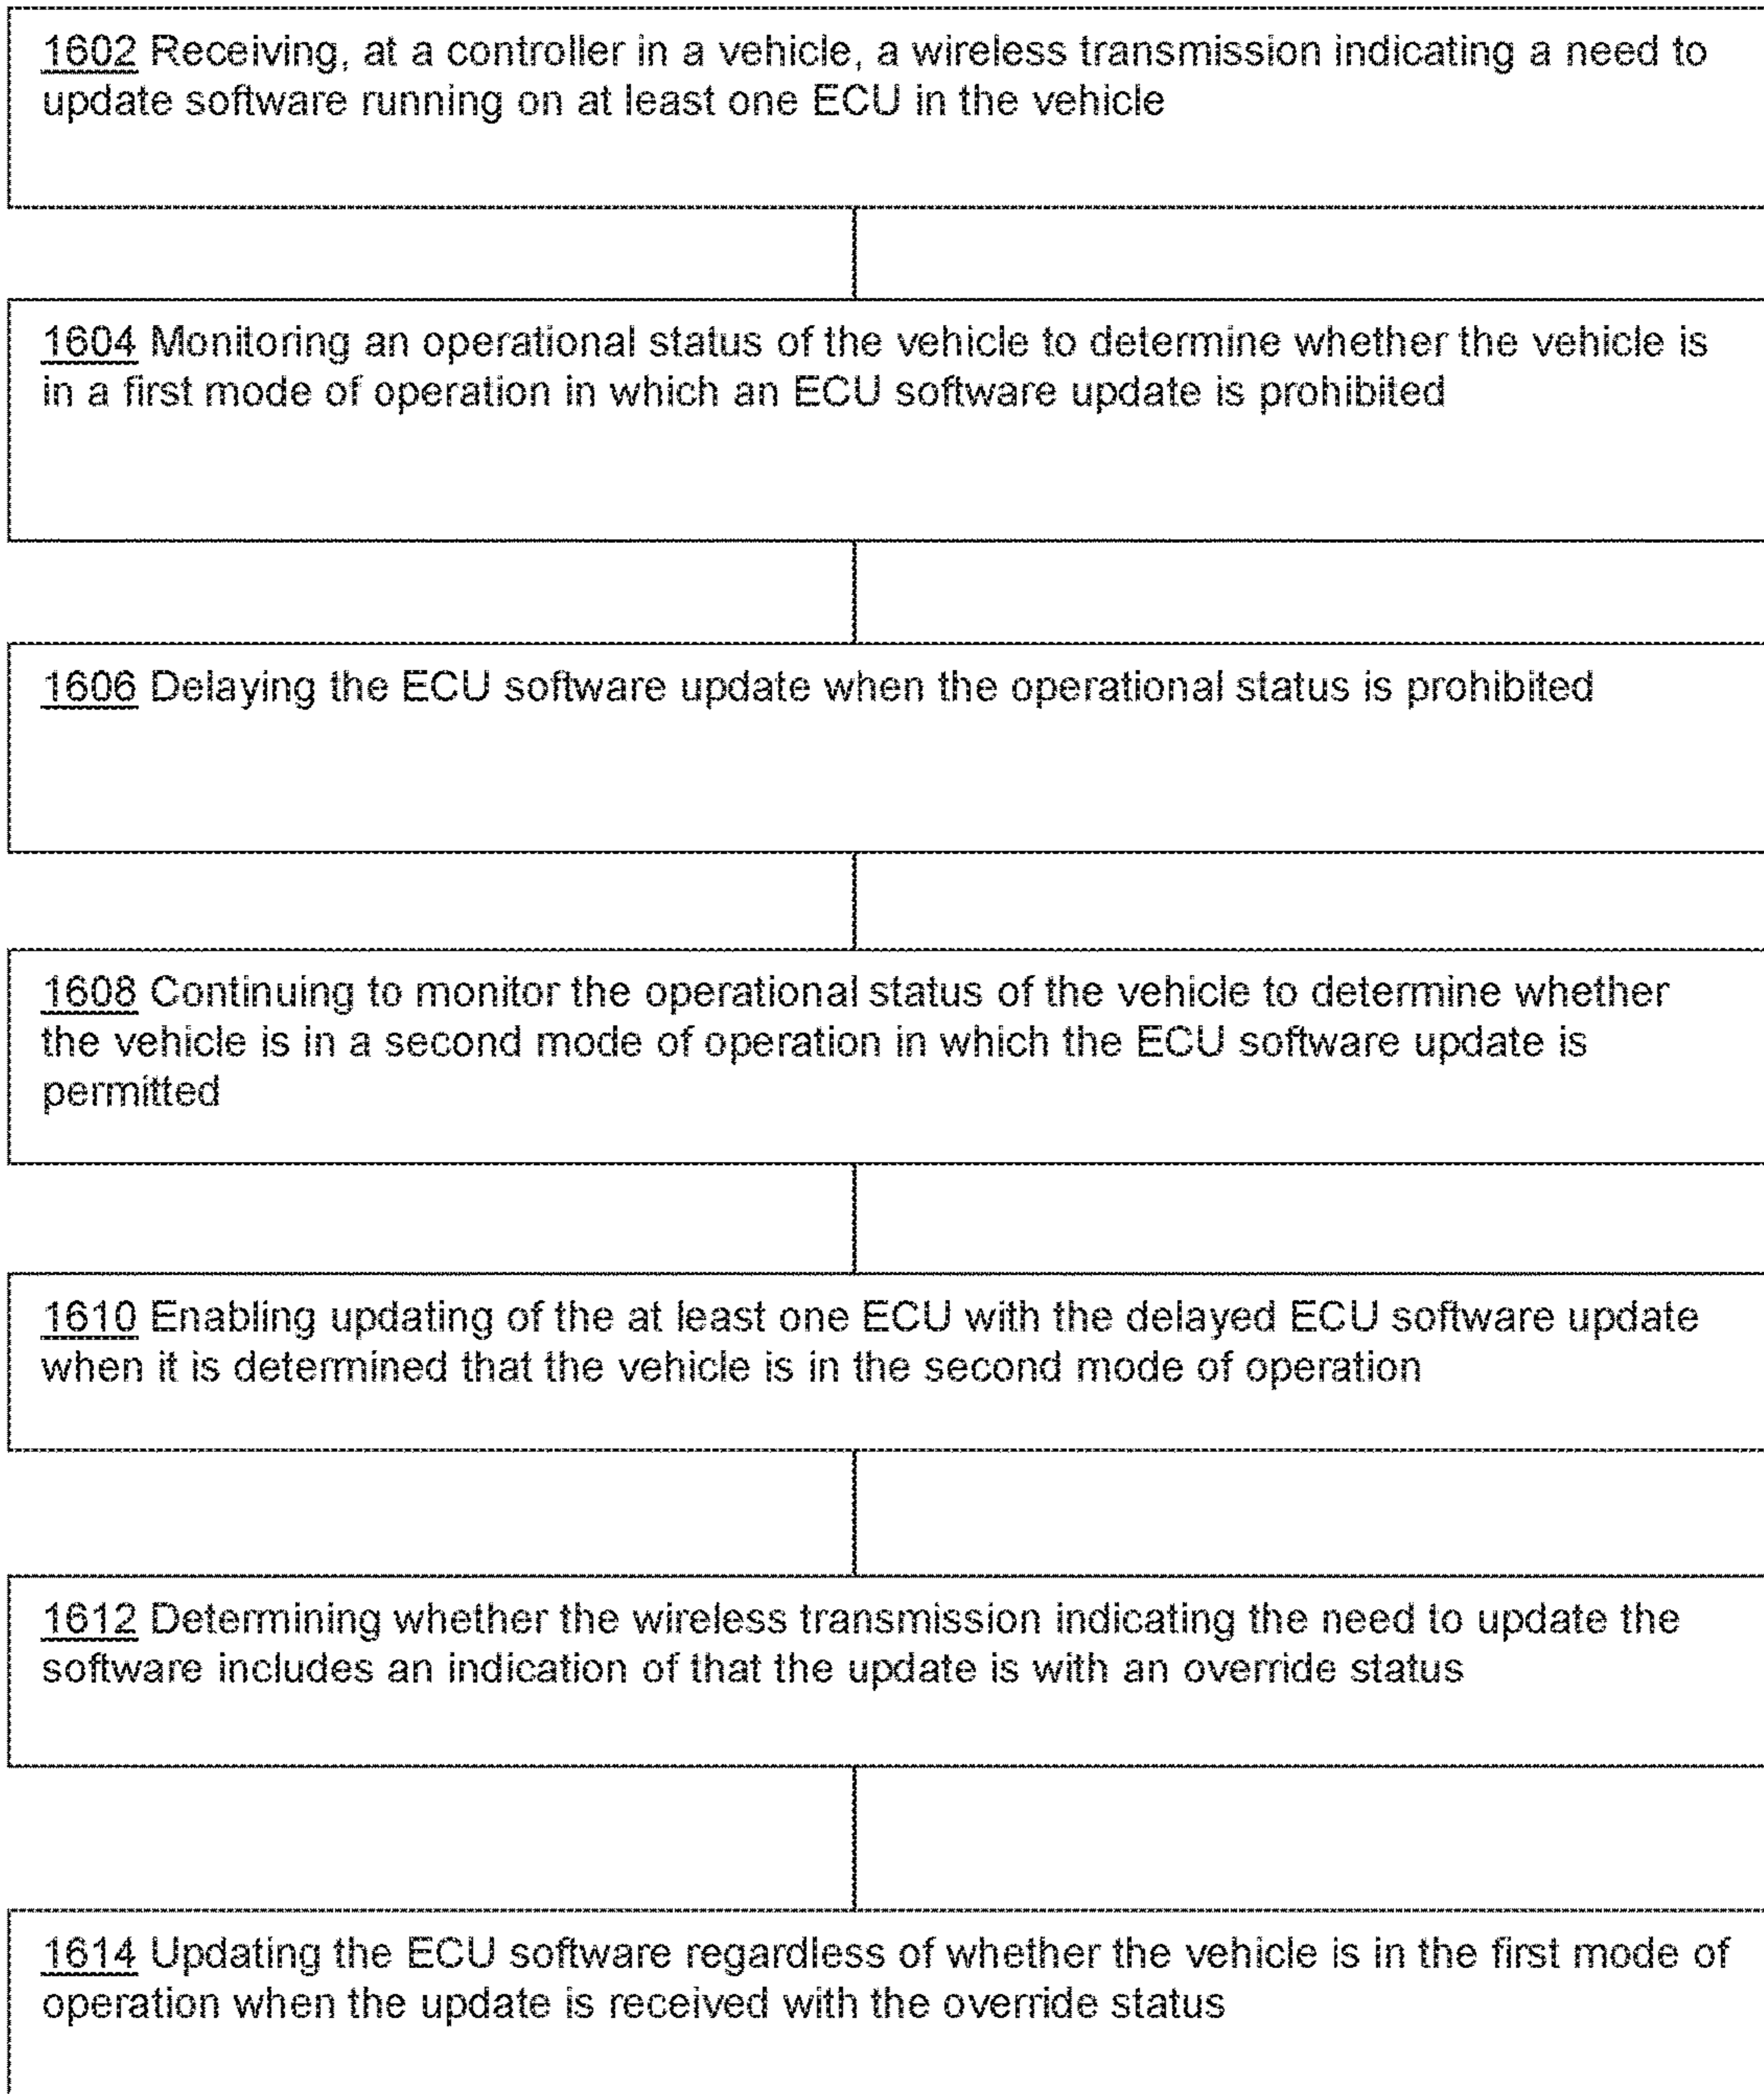 1602 Receiving, at a controller in a vehicle, a wireless transmission indicating a need to
update software running on at least one ECU in the vehicle
1604 Monitoring an operational status of the vehicle to determine whether the vehicle is
in a first mode of operation in which an ECU software update is prohibited
1606 Delaying the ECU software update when the operational status is prohibited
1608 Continuing to monitor the operational status of the vehicle to determine whether
the vehicle is in a second mode of operation in which the ECU software update is
permitted
1610 Enabling updating of the at least one ECU with the delayed ECU software update
when it is determined that the vehicle is in the second mode of operation
1612 Determining whether the wireless transmission indicating the need to update the
software includes an indication of that the update is with an override status
1614 Updating the ECU software regardless of whether the vehicle is in the first mode of
operation when the update is received with the override status